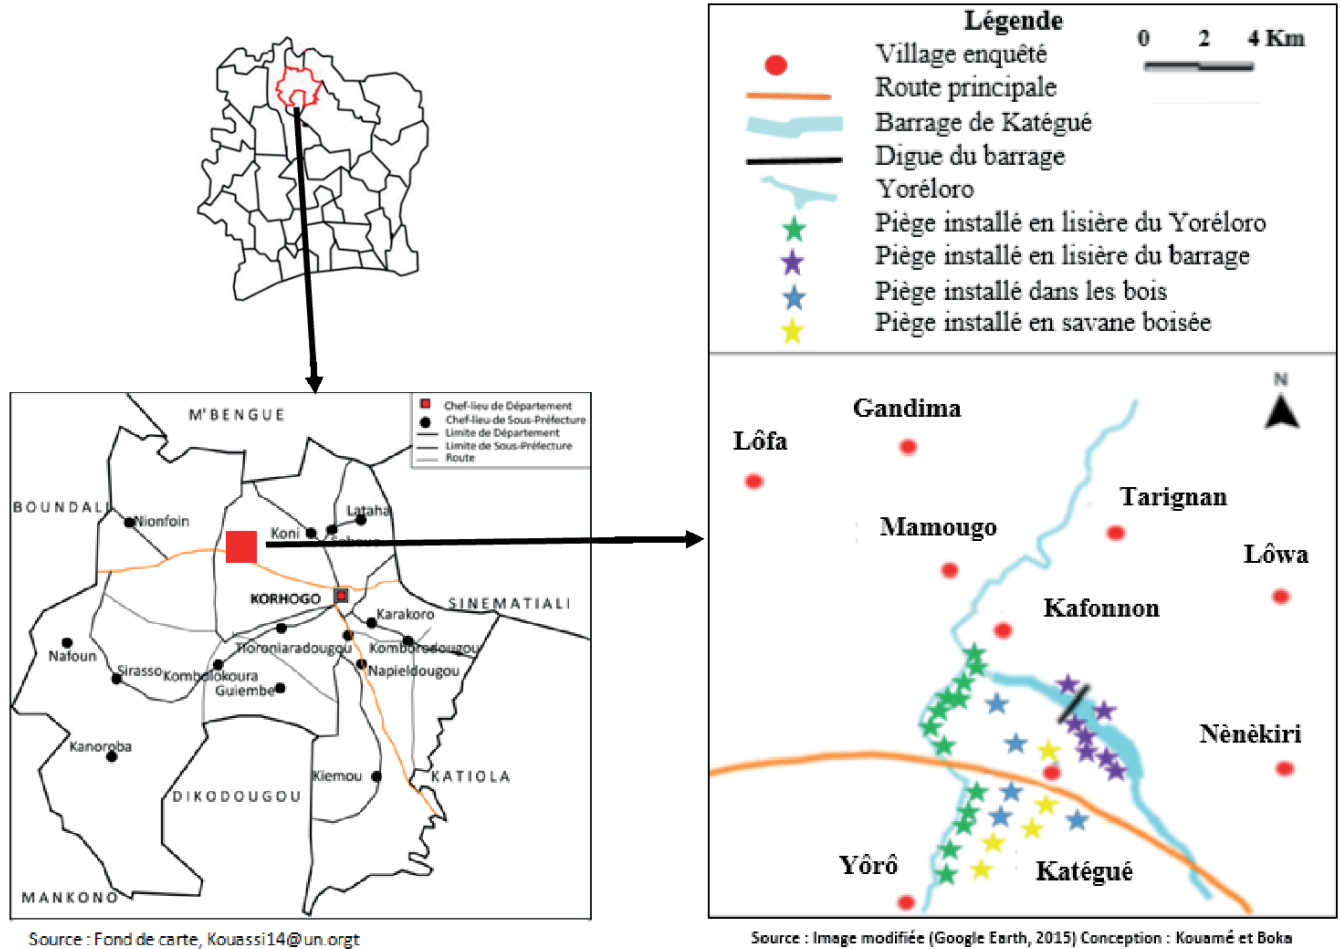 Légende
0 2 4 Km
Village enquêté
Route principale
Barrage de Katégué
Digue du barrage
Yoréloro
Piège installé en lisière du Yoréloro
Piège installé en lisière du barrage
Piège installé dans les bois
Piège installé en savane boisée
M'BENGUE
Chef-lieu de Département
Chef-lieu de Sous-Préfecture
Limite de Département
Limite de Sous-Préfecture
Route
BOUNDALI
Nionfoin
Koni
Lataha
KORHOGO
SINEMATIALI
Karakoro
Tioroniaradougou
Komborodougou
Nafoun
Sirasso
Kombolokoura
Napieldougou
Guiembe
Kanoroba
Kiemou
KATIOLA
DIKODOUGOU
MANKONO
Source : Fond de carte, Kouassi14@un.orgt
N
Gandima
Lôfa
Tarignan
Mamougo
Lôwa
Kafonnon
Nènèkiri
Yôrô
Katégué
Source : Image modifiée (Google Earth, 2015) Conception : Kouamé et Boka